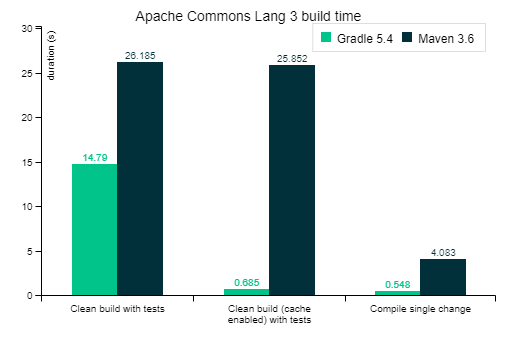 Apache Commons Lang 3 build time
Gradle 5.4 Maven 3.6
duration (s)
30
25
20
15
10
5
0
14.79
26.185
0.685
25.852
0.548
4.083
Clean build with tests
Clean build (cache
enabled) with tests
Compile single change